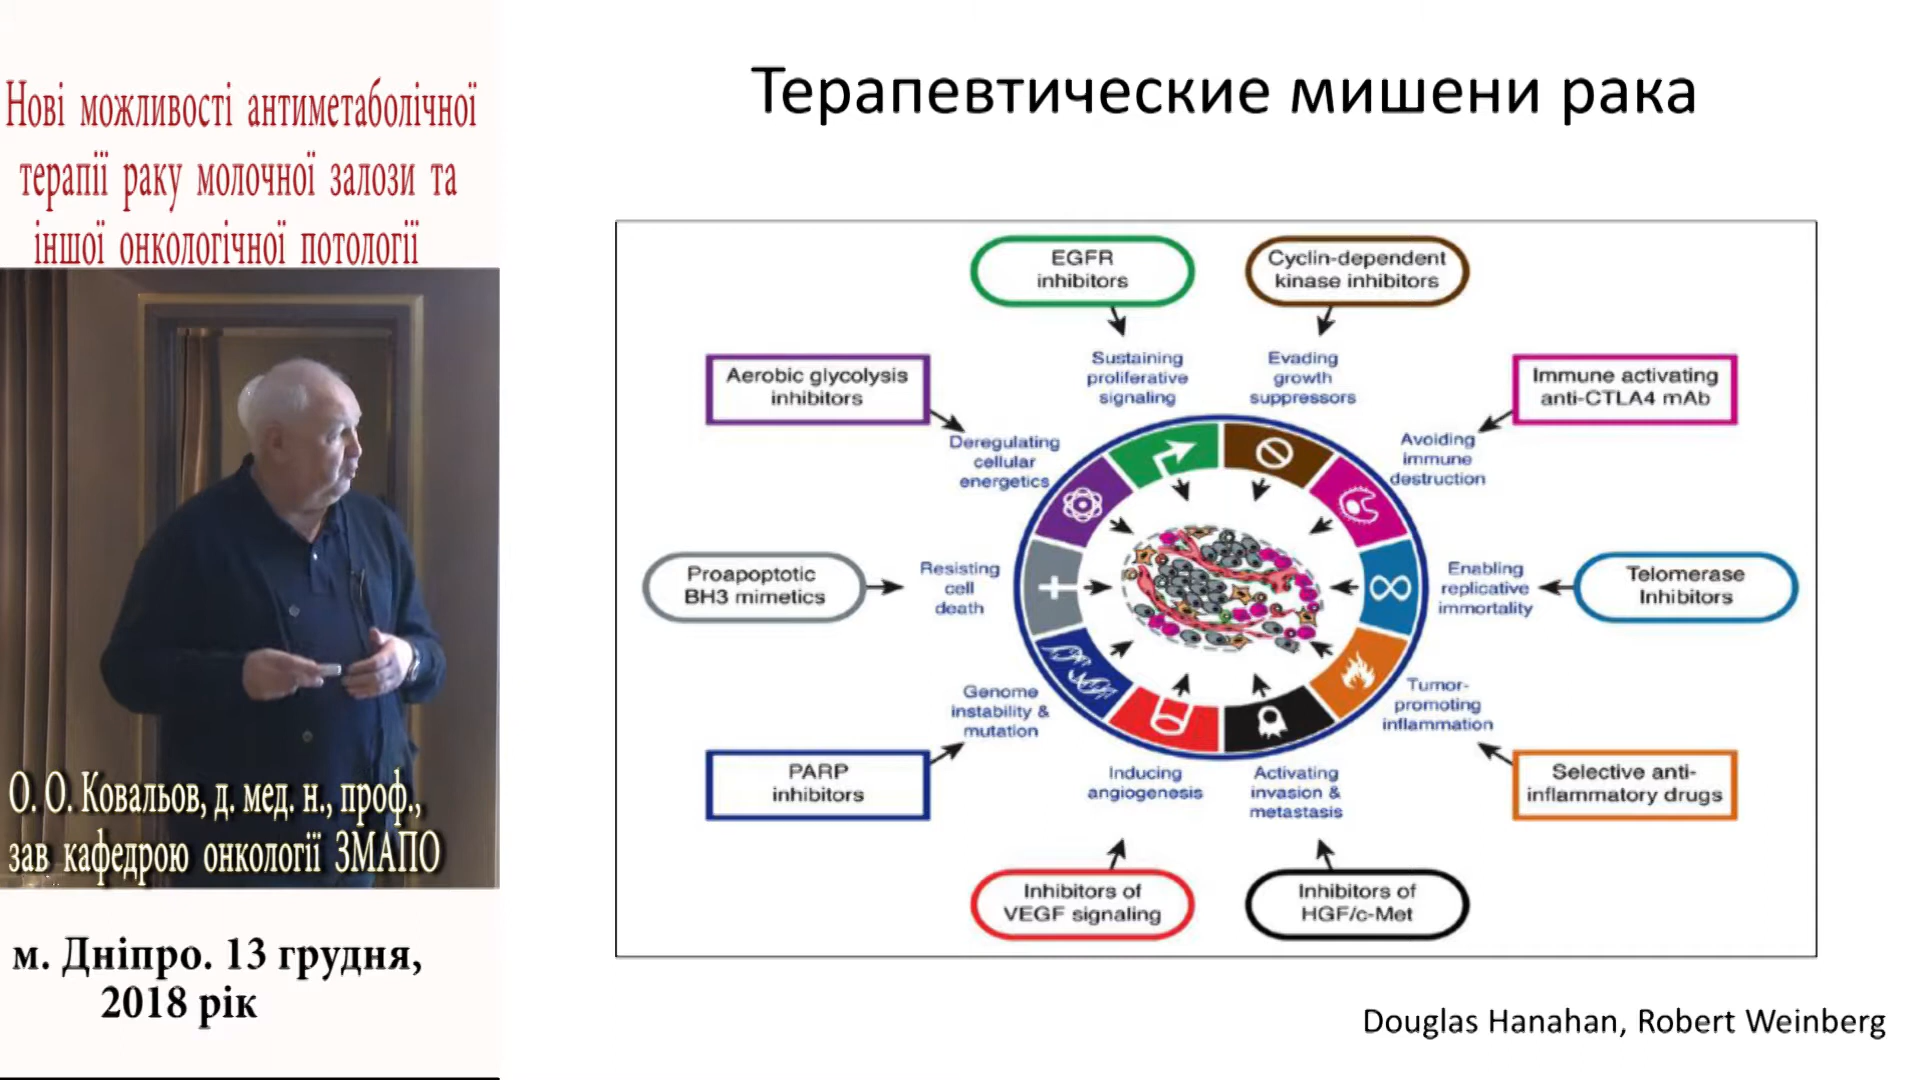 Нові можливості антиметаболічної
терапії раку молочної залози та
іншої онкологічної потології
О. О. Ковальов, д. мед. н., проф.,
зав кафедрою онкології ЗМАПО
м. Дніпро. 13 грудня,
2018 рік
Терапевтические мишени рака
EGFR
inhibitors
Cyclin-dependent
kinase inhibitors
Sustaining
proliferative
signaling
Evading
growth
suppressors
Aerobic glycolysis
inhibitors
Immune activating
anti-CTLA4 mAb
Deregulating
cellular
energetics
Avoiding
immune
destruction
Proapoptotic
BH3 mimetics
Resisting
cell
death
Enabling
replicative
immortality
Telomerase
Inhibitors
Genome
instability &
mutation
Tumor-
promoting
inflammation
PARP
inhibitors
Inducing
angiogenesis
Activating
invasion &
metastasis
Selective anti-
inflammatory drugs
Inhibitors of
VEGF signaling
Inhibitors of
HGF/c-Met
Douglas Hanahan, Robert Weinberg